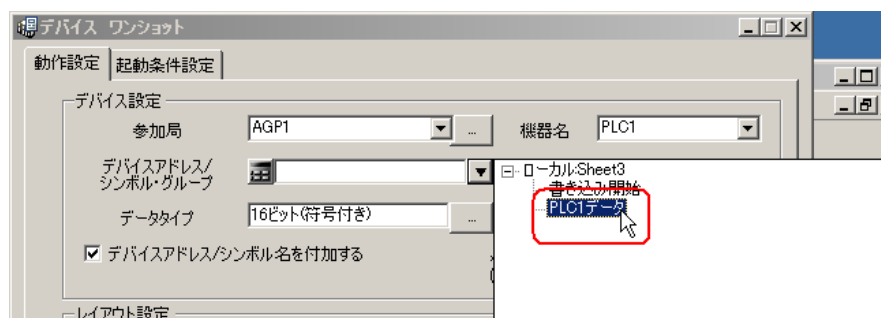 デバイス ワンショット
動作設定 起動条件設定
デバイス設定
参加局 AGP1 ... 機器名 PLC1
デバイスアドレス/
シンボル・グループ
ローカル:Sheet3
書き込み開始
PLC1データ
データタイプ 16ビット(符号付き) ...
デバイスアドレス/シンボル名を付加する
レイアウト設定